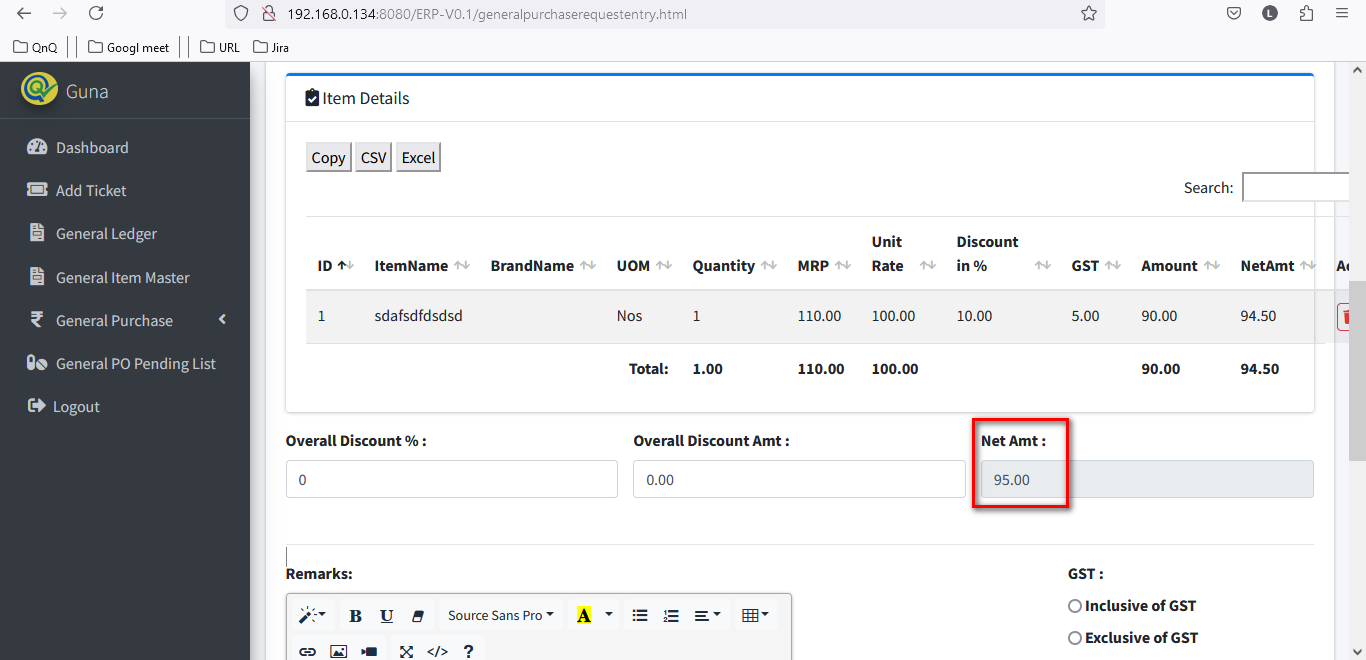 192.168.0.134:8080/ERP-V0.1/generalpurchaserequestentry.html
L
QnQ Googl meet URL Jira
Guna
Dashboard
Add Ticket
General Ledger
General Item Master
General Purchase
General PO Pending List
Logout
Item Details
Copy CSV Excel
Search:
ID ItemName BrandName UOM Quantity MRP Unit Rate Discount in % GST Amount NetAmt
1 sdafsdfdsdsd Nos 1 110.00 100.00 10.00 5.00 90.00 94.50
Total: 1.00 110.00 100.00 90.00 94.50
Overall Discount % : Overall Discount Amt : Net Amt :
0 0.00 95.00
Remarks: GST :
B U Source Sans Pro A
</> ?
Inclusive of GST
Exclusive of GST